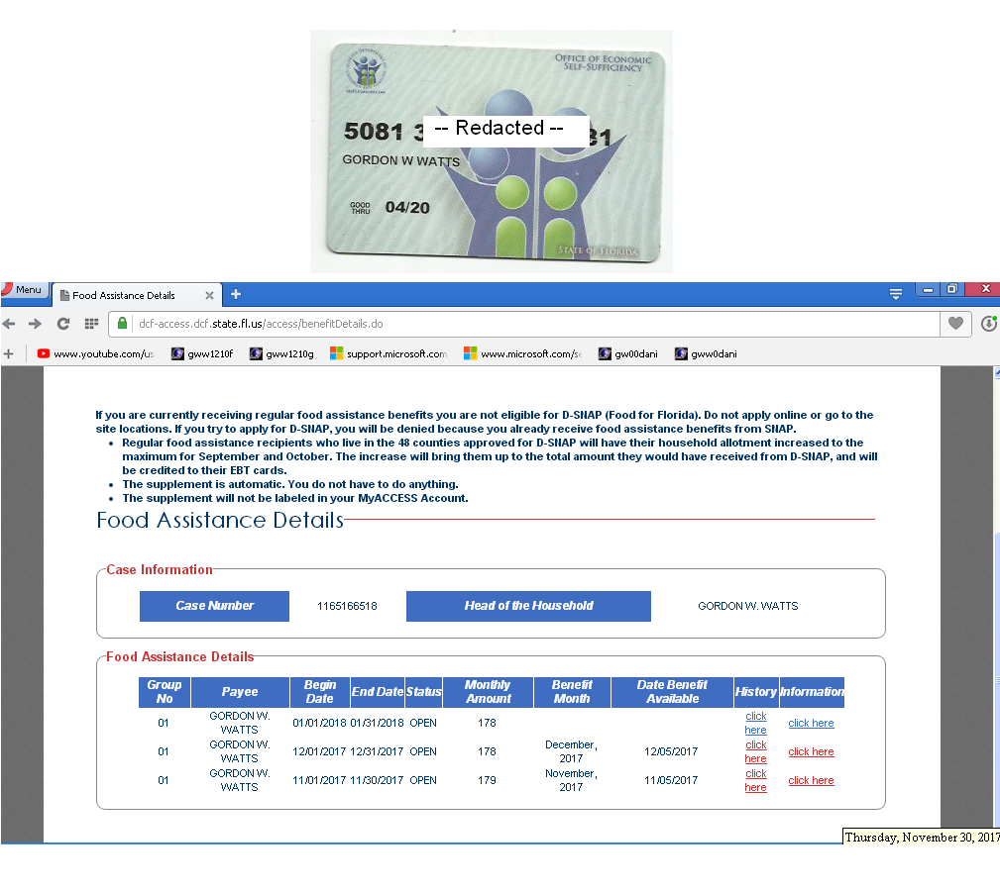 OFFICE OF ECONOMIC
SELF-SUFFICIENCY
5081 3 -- Redacted -- 31
GORDON W WATTS
GOOD
THRU 04/20
STATE OF FLORIDA
Menu Food Assistance Details
dcf-access.dcf.state.fl.us/access/benefitDetails.do
www.youtube.com/us gww1210f gww1210g support.microsoft.com www.microsoft.com/se gw00dani gww0dani
If you are currently receiving regular food assistance benefits you are not eligible for D-SNAP (Food for Florida). Do not apply online or go to the
site locations. If you try to apply for D-SNAP, you will be denied because you already receive food assistance benefits from SNAP.
• Regular food assistance recipients who live in the 48 counties approved for D-SNAP will have their household allotment increased to the
maximum for September and October. The increase will bring them up to the total amount they would have received from D-SNAP, and will
be credited to their EBT cards.
• The supplement is automatic. You do not have to do anything.
• The supplement will not be labeled in your MyACCESS Account.
Food Assistance Details
Case Information
Case Number 1165166518 Head of the Household GORDON W. WATTS
Food Assistance Details
Group No Payee Begin Date End Date Status Monthly Amount Benefit Month Date Benefit Available History Information
01 GORDON W. WATTS 01/01/2018 01/31/2018 OPEN 178 click here click here
01 GORDON W. WATTS 12/01/2017 12/31/2017 OPEN 178 December, 2017 12/05/2017 click here click here
01 GORDON W. WATTS 11/01/2017 11/30/2017 OPEN 179 November, 2017 11/05/2017 click here click here
Thursday, November 30, 2017